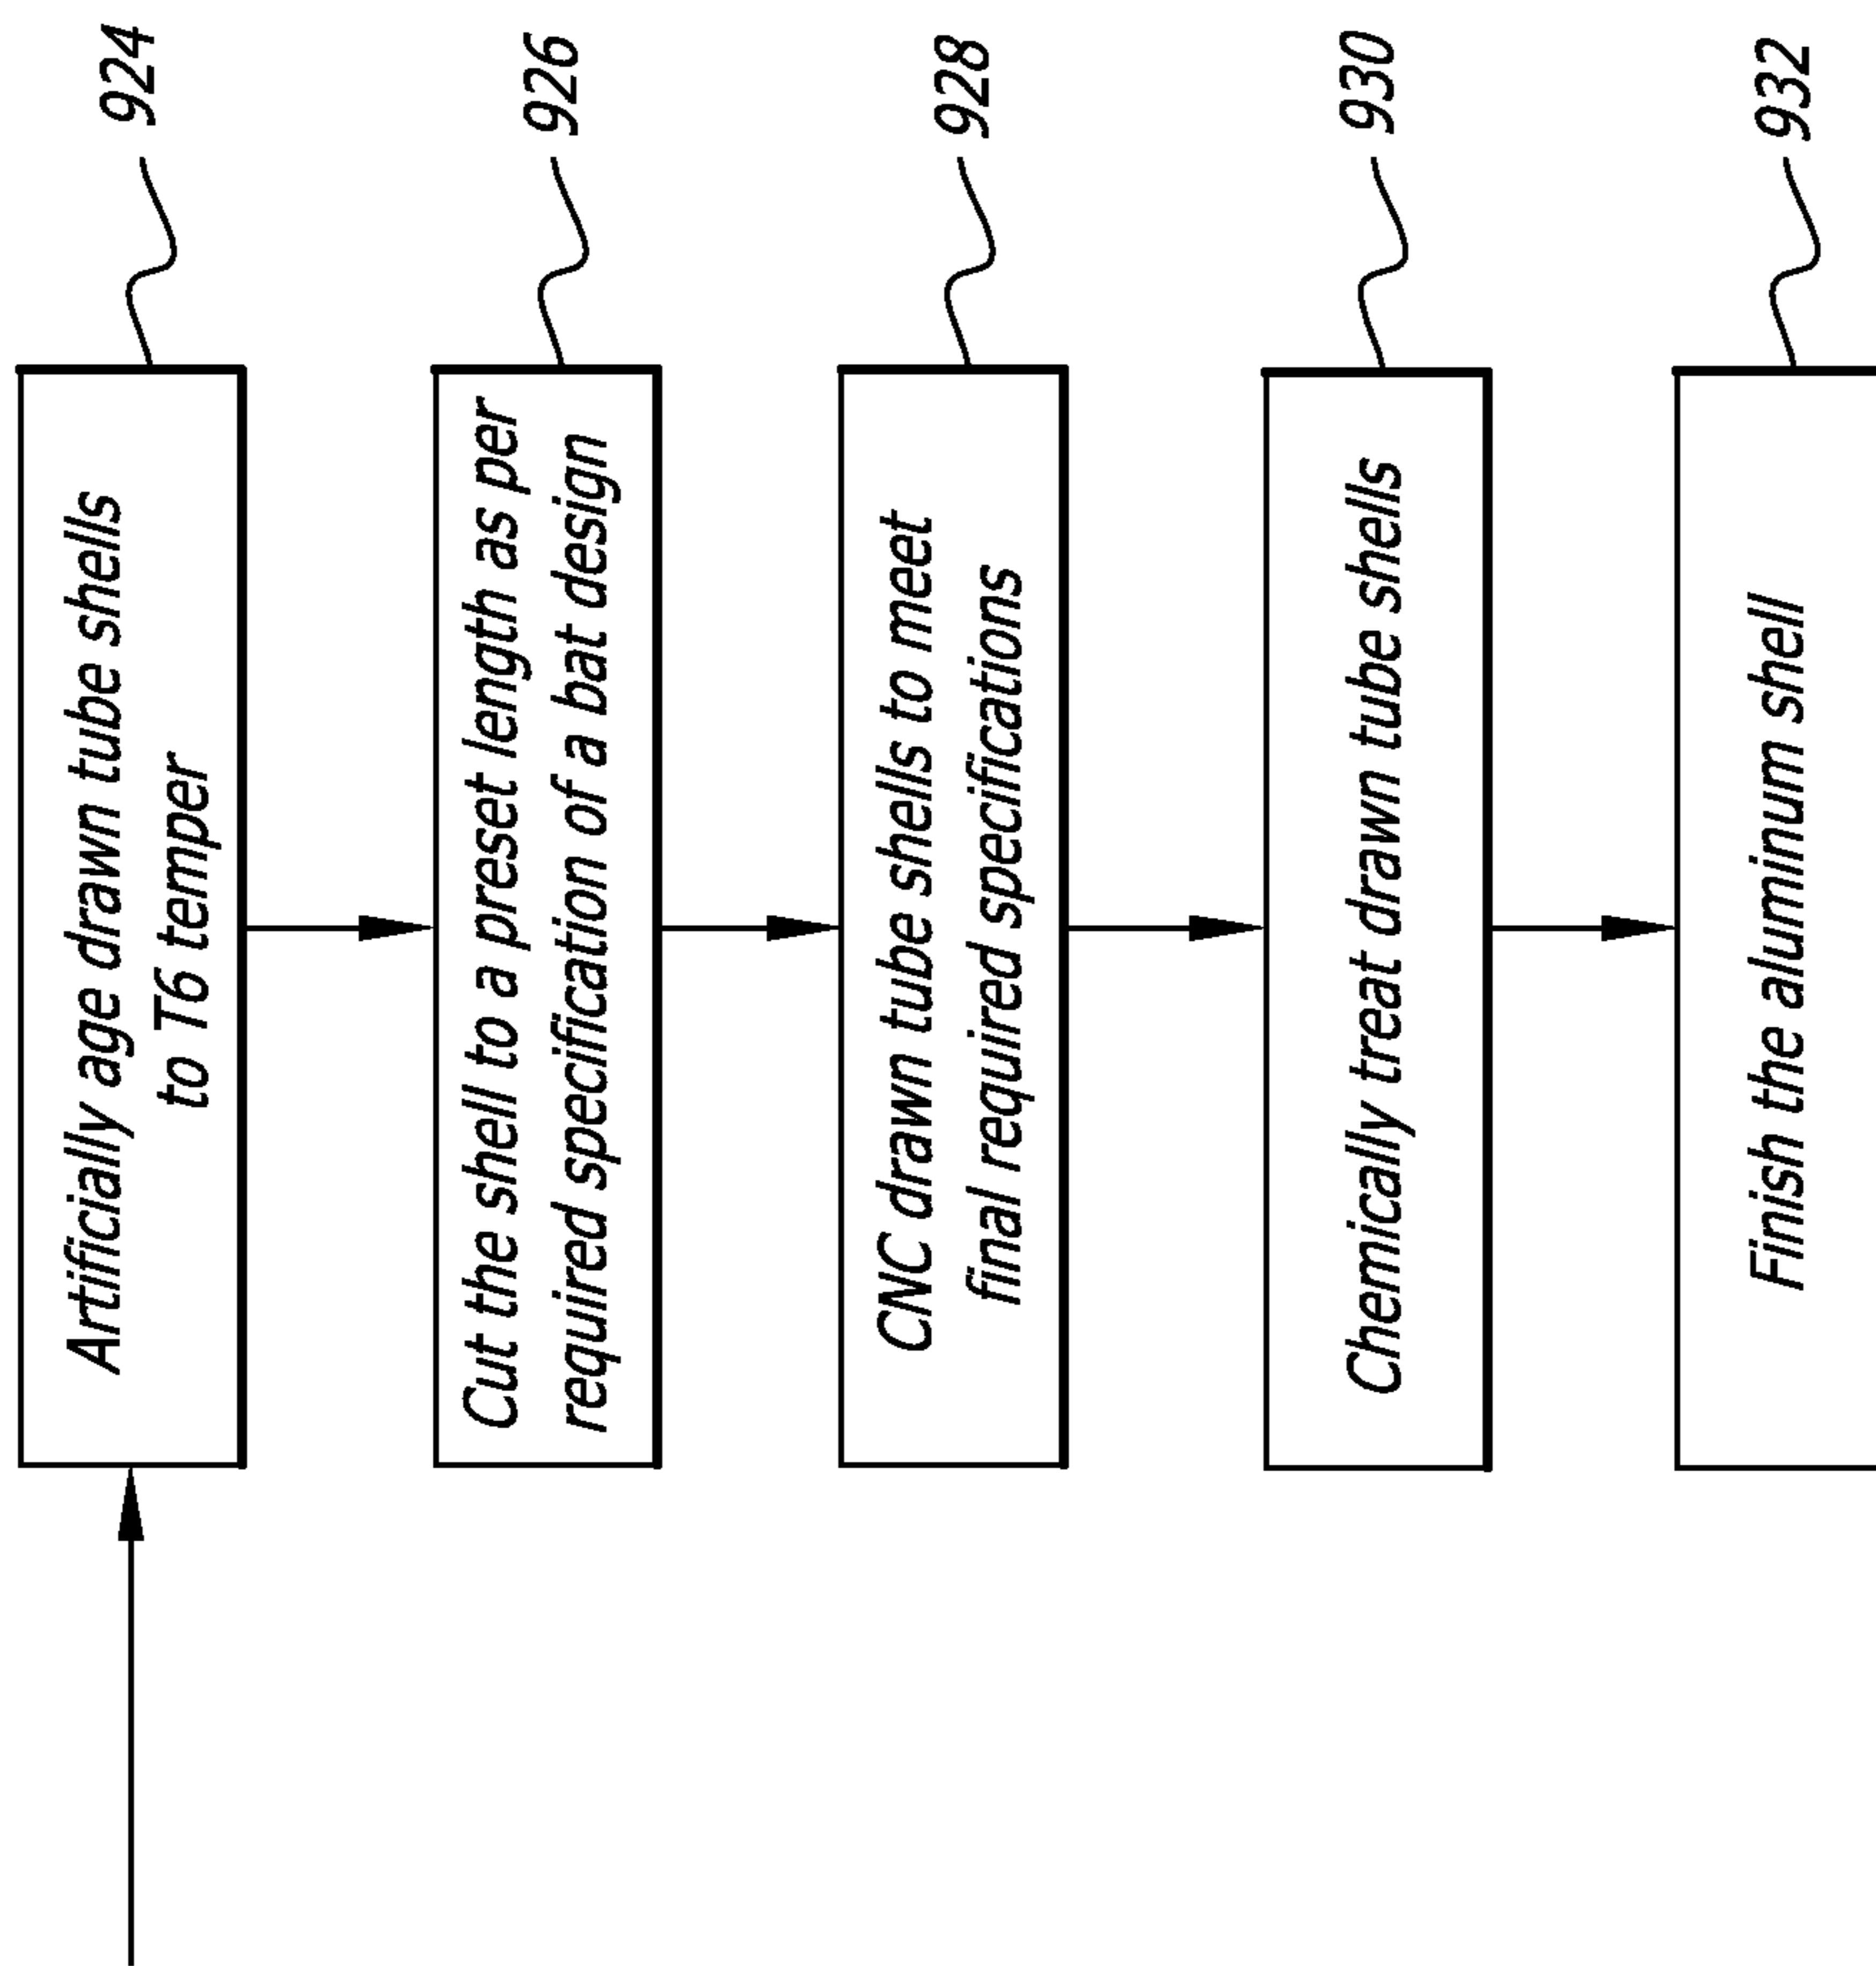 Artificially age drawn tube shells
to T6 temper
924
Cut the shell to a preset length as per
required specification of a bat design
926
CNC drawn tube shells to meet
final required specifications
928
Chemically treat drawn tube shells
930
Finish the aluminum shell
932